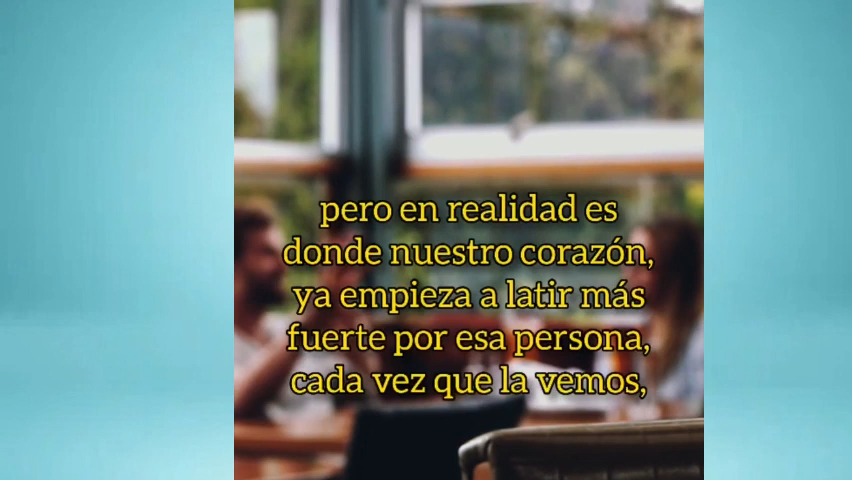 pero en realidad es
donde nuestro corazón,
ya empieza a latir más
fuerte por esa persona,
cada vez que la vemos,